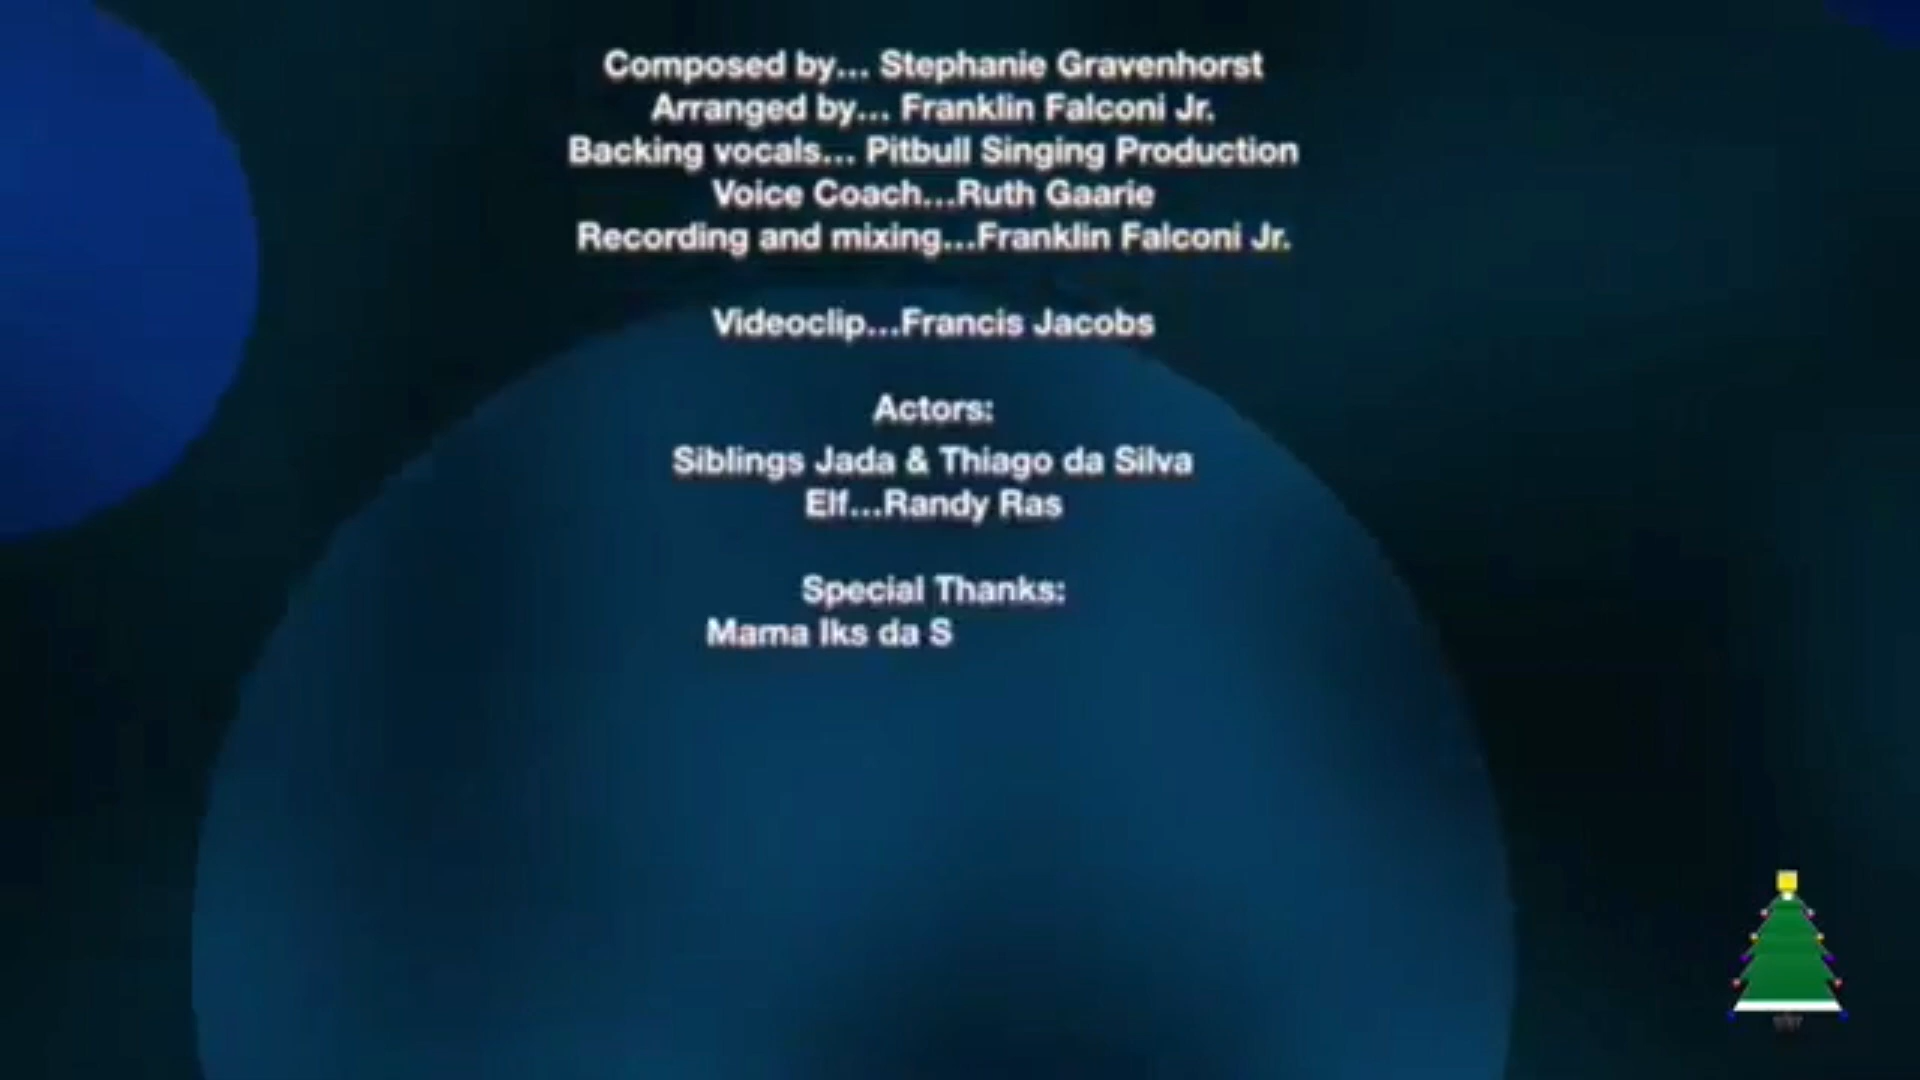 Composed by... Stephanie Gravenhorst
Arranged by... Franklin Falconi Jr.
Backing vocals... Pitbull Singing Production
Voice Coach...Ruth Gaarie
Recording and mixing...Franklin Falconi Jr.
Videoclip...Francis Jacobs
Actors:
Siblings Jada & Thiago da Silva
Elf...Randy Ras
Special Thanks:
Mama Iks da S